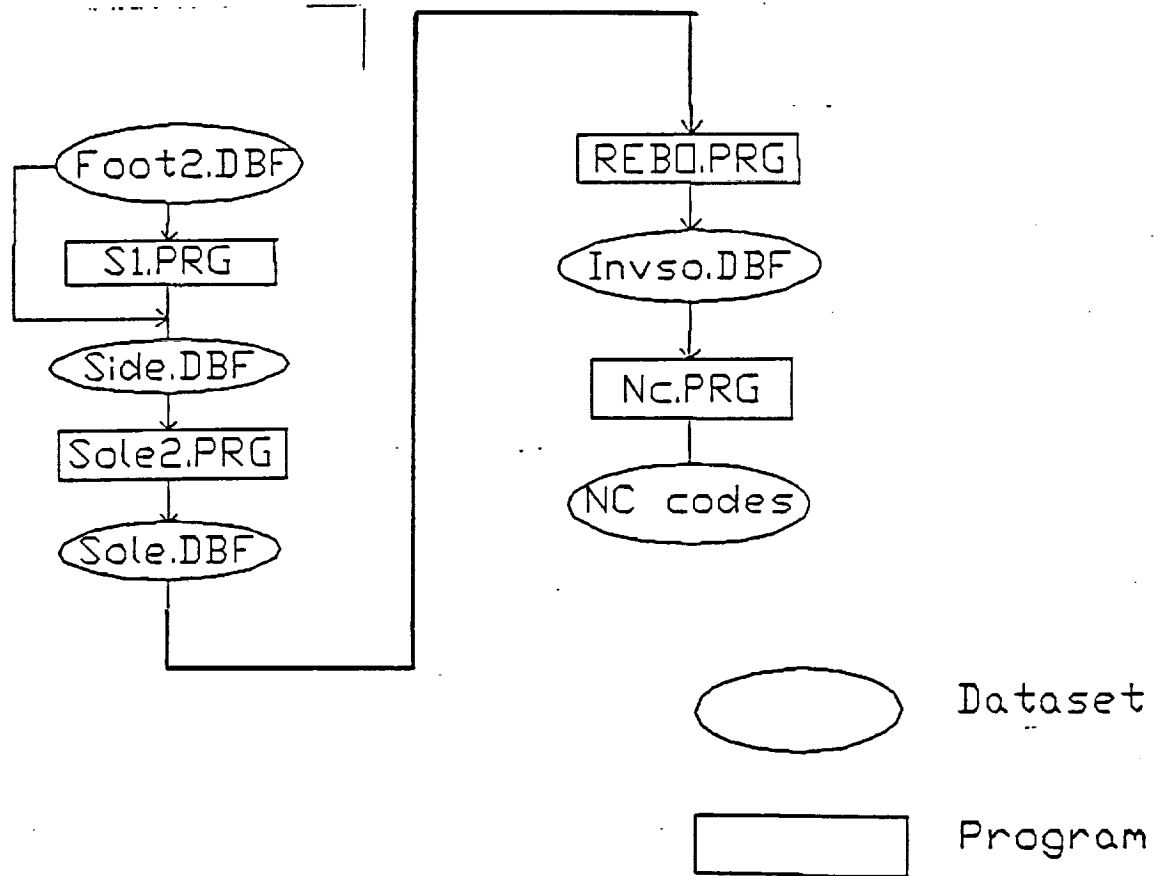 Foot2.DBF
S1.PRG
Side.DBF
Sole2.PRG
Sole.DBF
REBO.PRG
Invso.DBF
Nc.PRG
NC codes
Dataset
Program